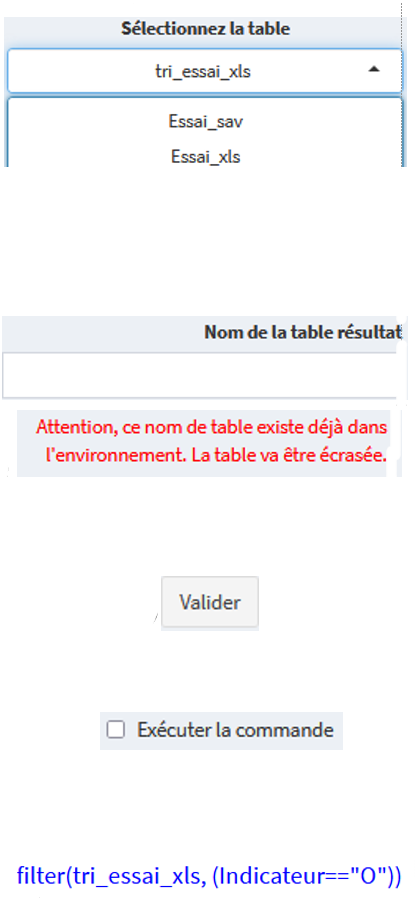 Sélectionnez la table
tri_essai_xls
Essai_sav
Essai_xls
Nom de la table résultat
Attention, ce nom de table existe déjà dans
l'environnement. La table va être écrasée.
Valider
Exécuter la commande
filter(tri_essai_xls, (Indicateur=="O"))